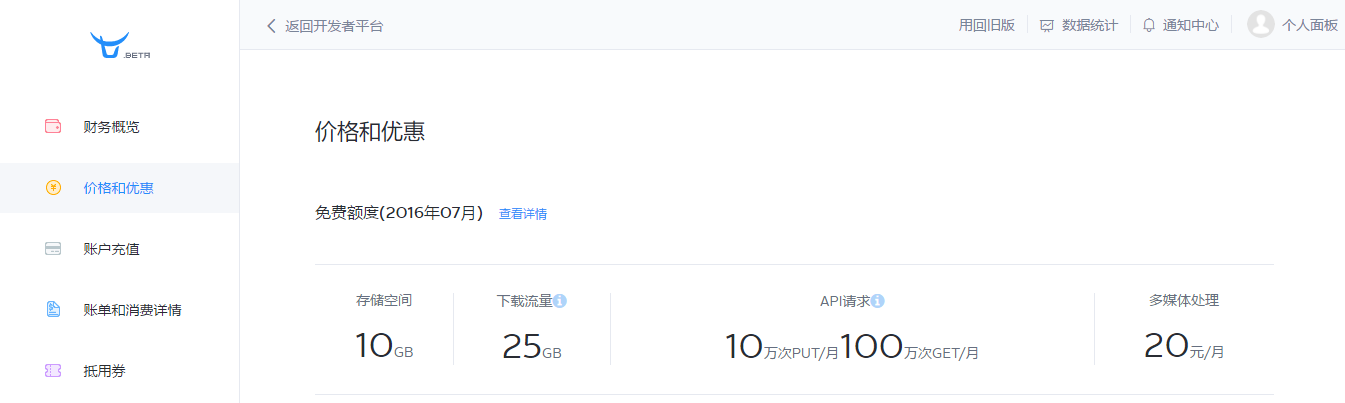 返回开发者平台
用回旧版 数据统计 通知中心 个人面板
.BETA
财务概览
价格和优惠
账户充值
账单和消费详情
抵用券
价格和优惠
免费额度(2016年07月) 查看详情
存储空间 下载流量 API请求 多媒体处理
10GB 25GB 10万次PUT/月100万次GET/月 20元/月